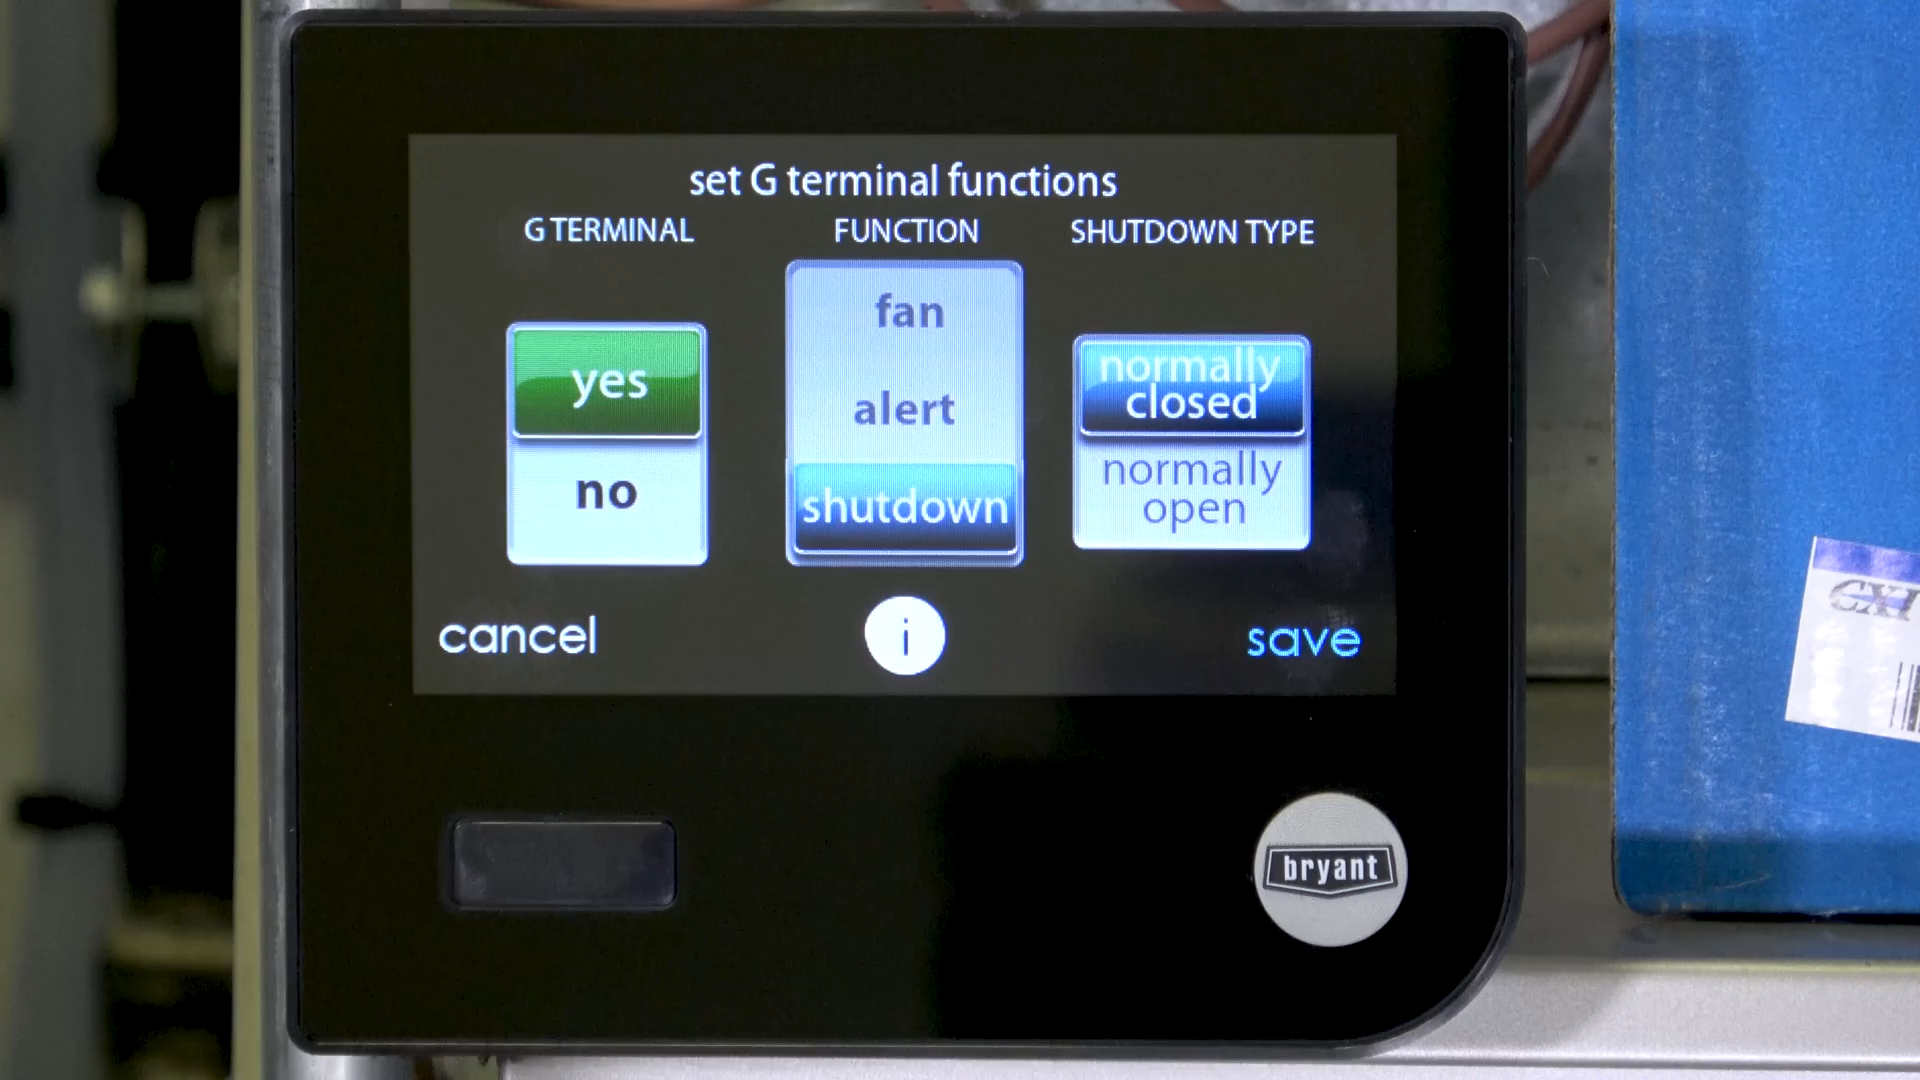 set G terminal functions
G TERMINAL
FUNCTION
SHUTDOWN TYPE
yes
no
fan
alert
shutdown
normally
closed
normally
open
cancel
i
save
bryant